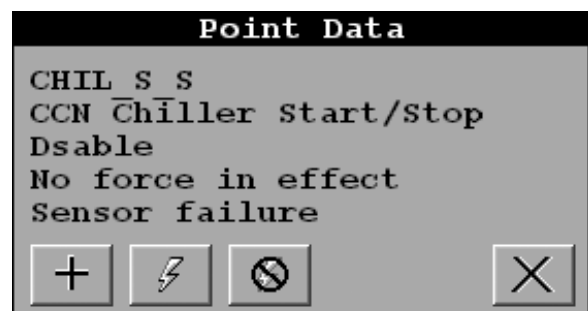 Point Data
CHIL_S_S
CCN Chiller Start/Stop
Dsable
No force in effect
Sensor failure